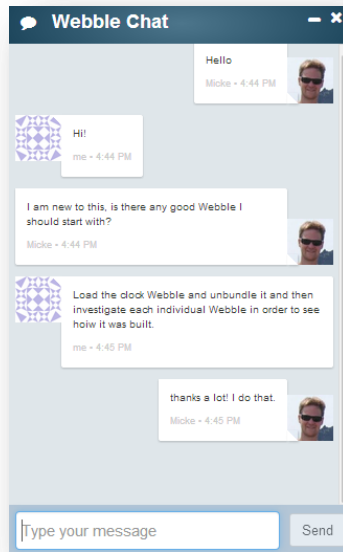 Webble Chat
Hello
Micke • 4:44 PM
Hi!
me • 4:44 PM
I am new to this, is there any good Webble I
should start with?
Micke • 4:44 PM
Load the clock Webble and unbundle it and then
investigate each individual Webble in order to see
hoiw it was built.
me • 4:45 PM
thanks a lot! I do that.
Micke • 4:45 PM
Type your message
Send